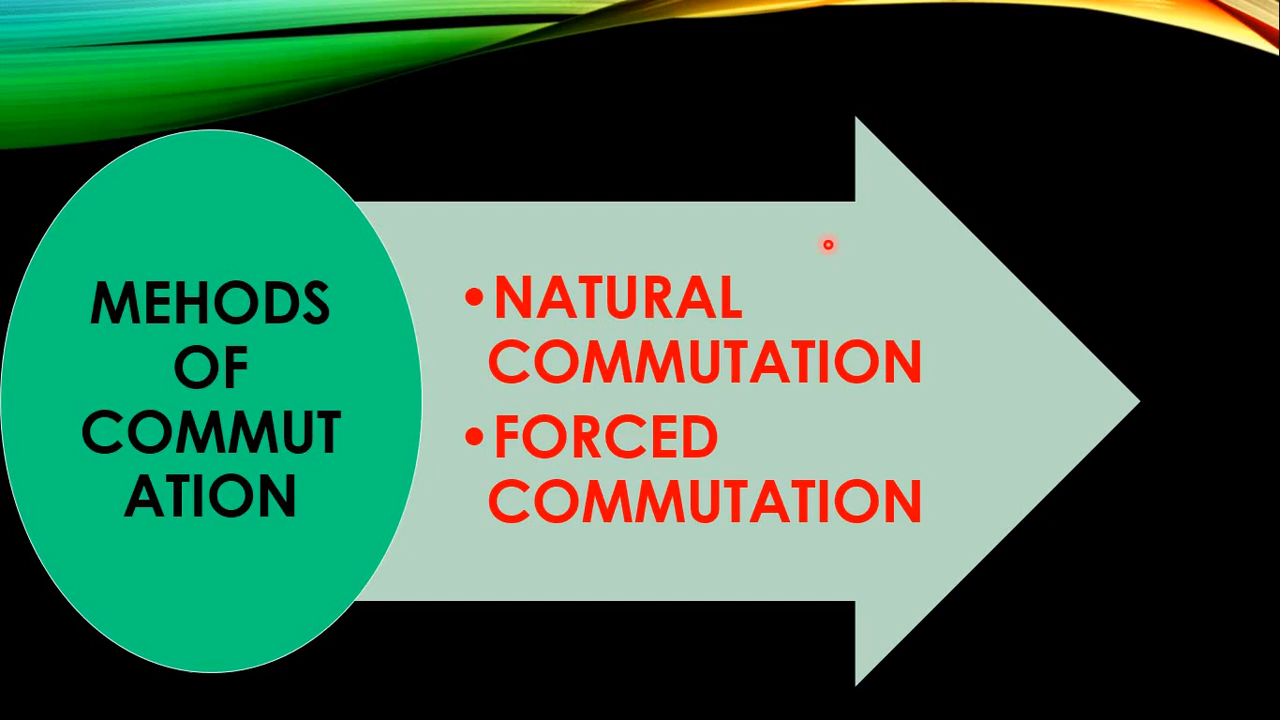 MEHODS
OF
COMMUT
ATION
•NATURAL
COMMUTATION
•FORCED
COMMUTATION